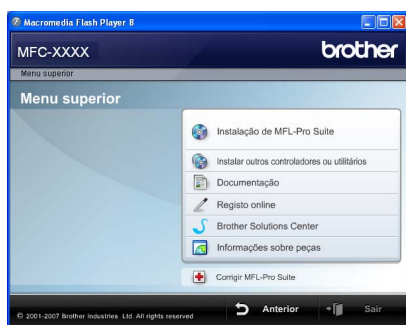 Macromedia Flash Player 8
MFC-XXXX
brother
Menu superior
Menu superior
Instalação de MFL-Pro Suite
Instalar outros controladores ou utilitários
Documentação
Registo online
Brother Solutions Center
Informações sobre peças
Corrigir MFL-Pro Suite
© 2001-2007 Brother Industries Ltd. All rights reserved
Anterior
Sair